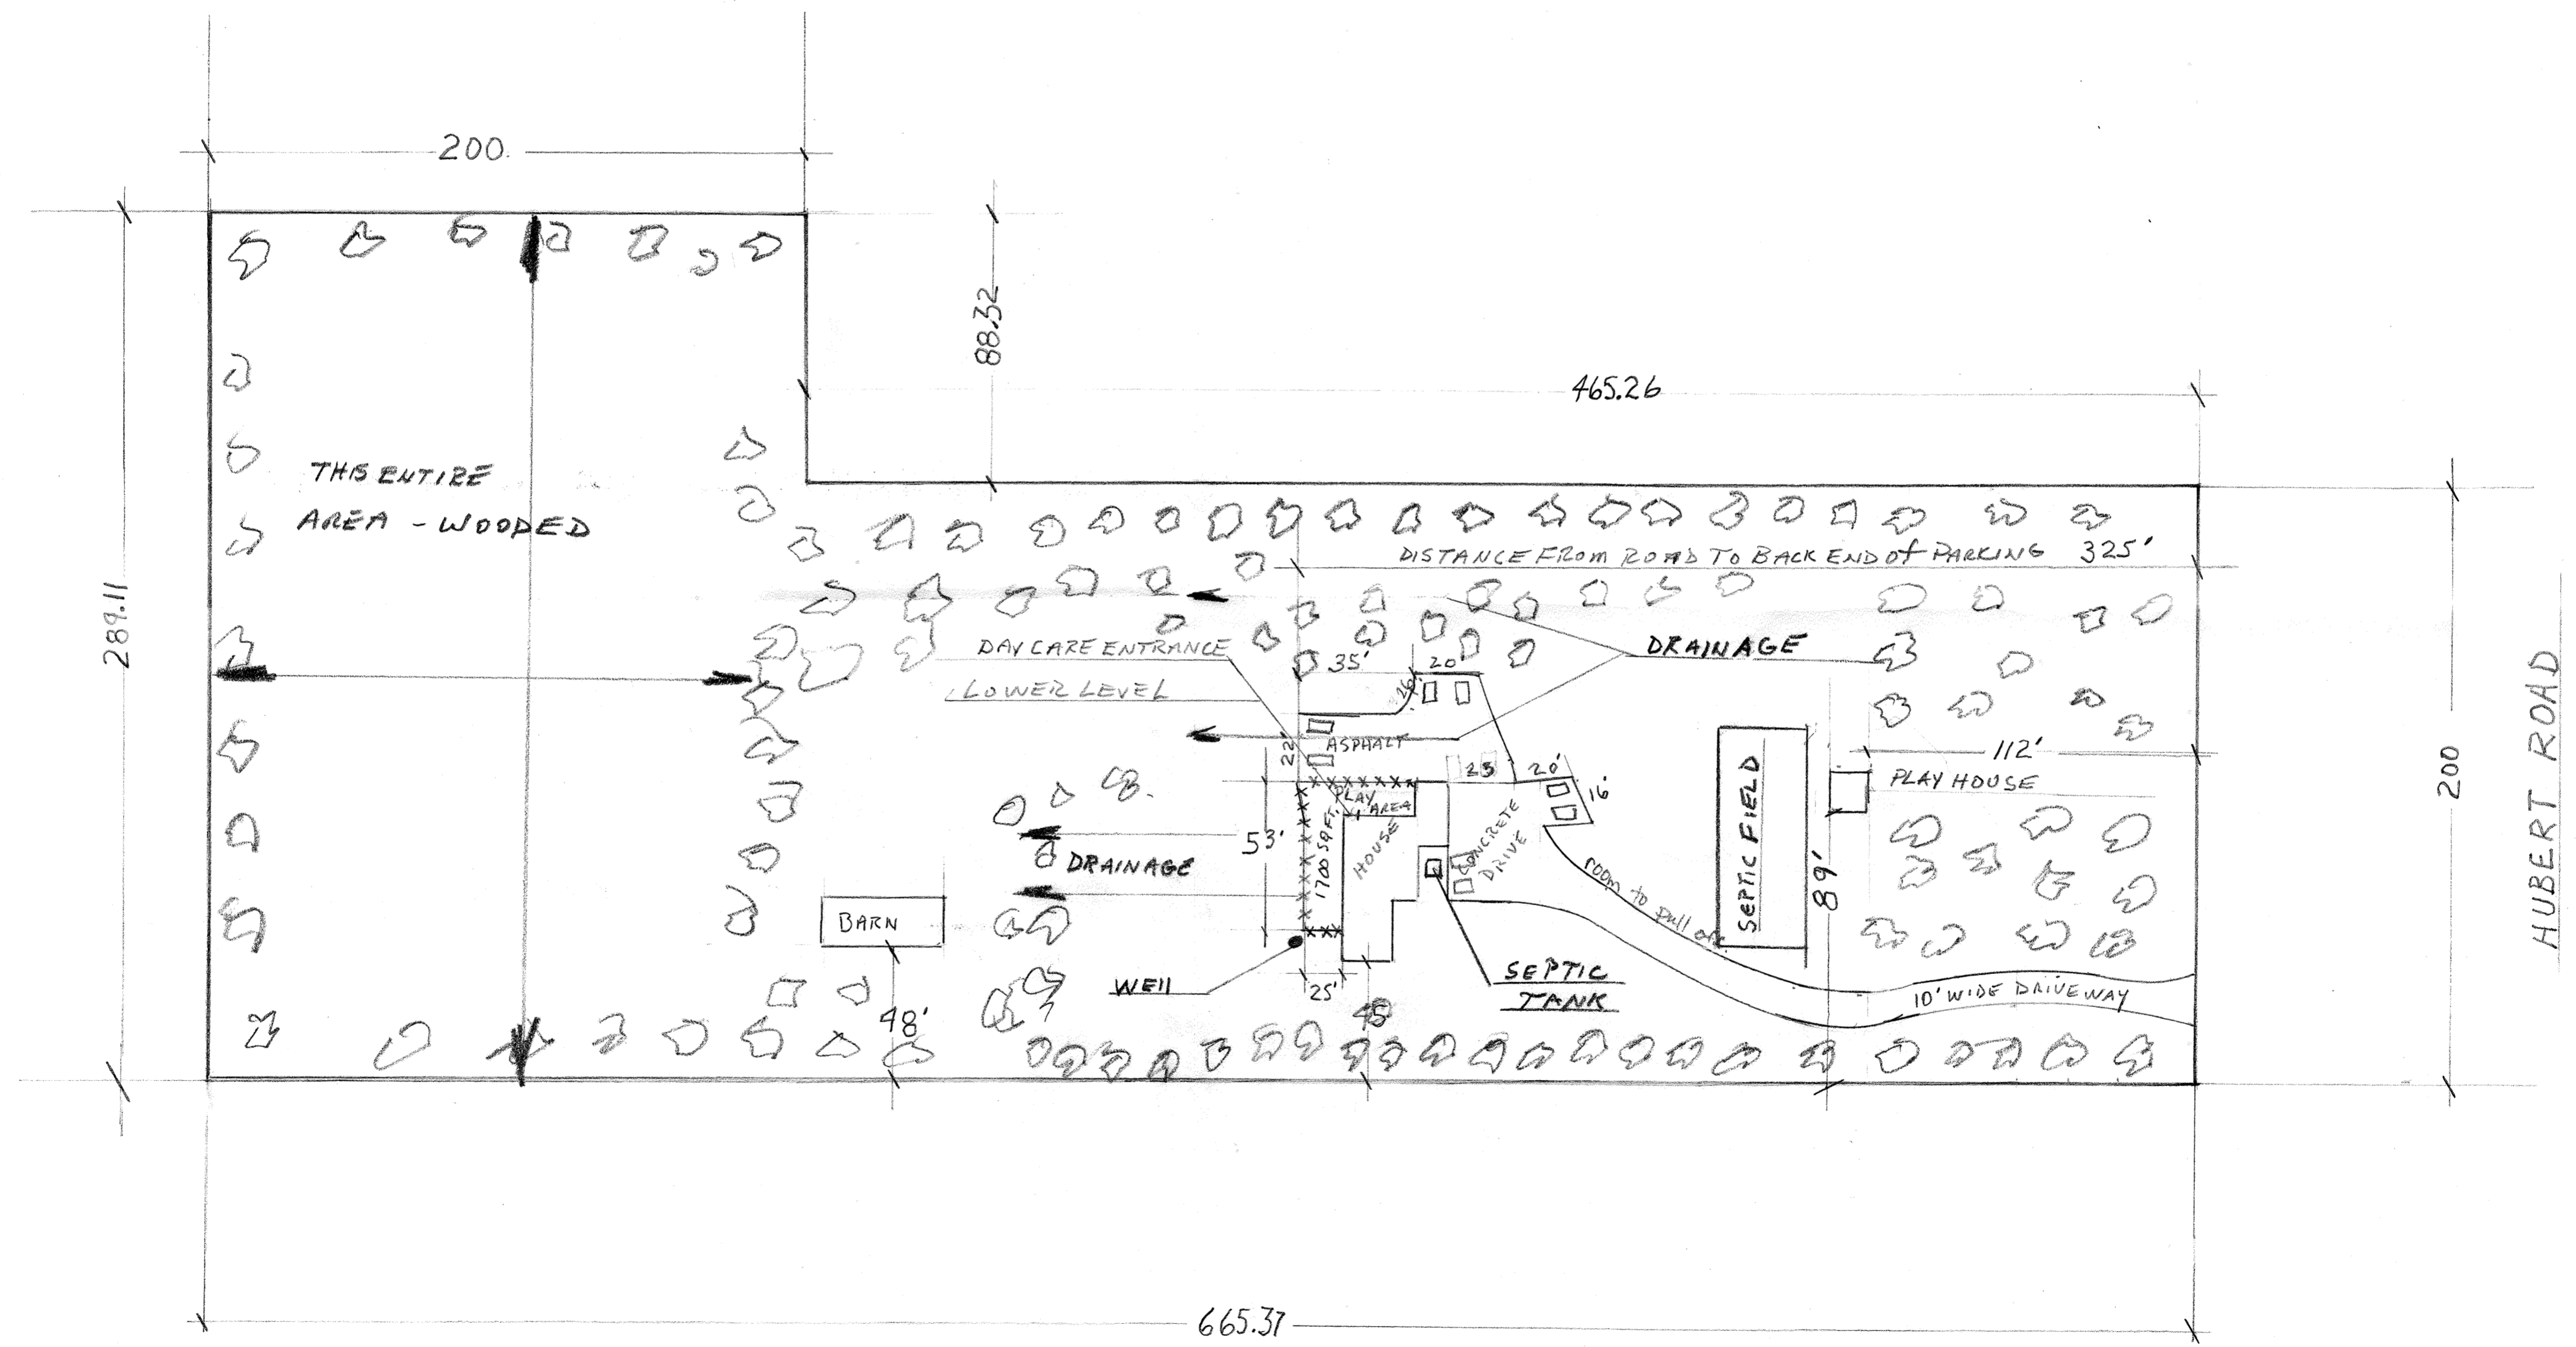 200.
88.32
465.26
THIS ENTIRE
AREA - WOODED
DISTANCE FROM ROAD TO BACK END of PARKING 325'
289.11
DAY CARE ENTRANCE
LOWER LEVEL
35'
20'
26'
DRAINAGE
22'
ASPHALT
25
20'
16'
112'
PLAY HOUSE
200
HUBERT ROAD
PLAY
AREA
1700 SQ FT.
HOUSE
CONCRETE
DRIVE
53'
DRAINAGE
SEPTIC FIELD
89'
room to pull off
BARN
WEll
25'
SEPTIC
TANK
10' WIDE DRIVEWAY
48'
45
665.37